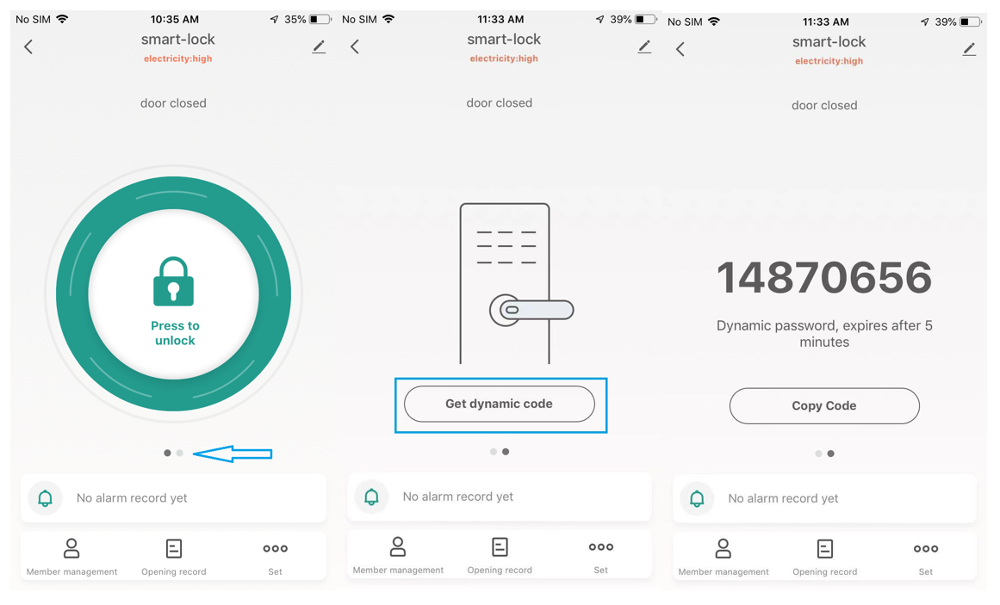 No SIM 10:35 AM 35%
smart-lock
electricity:high
door closed
Press to
unlock
No alarm record yet
Member management Opening record Set
No SIM 11:33 AM 39%
smart-lock
electricity:high
door closed
Get dynamic code
No alarm record yet
Member management Opening record Set
No SIM 11:33 AM 39%
smart-lock
electricity:high
door closed
14870656
Dynamic password, expires after 5
minutes
Copy Code
No alarm record yet
Member management Opening record Set